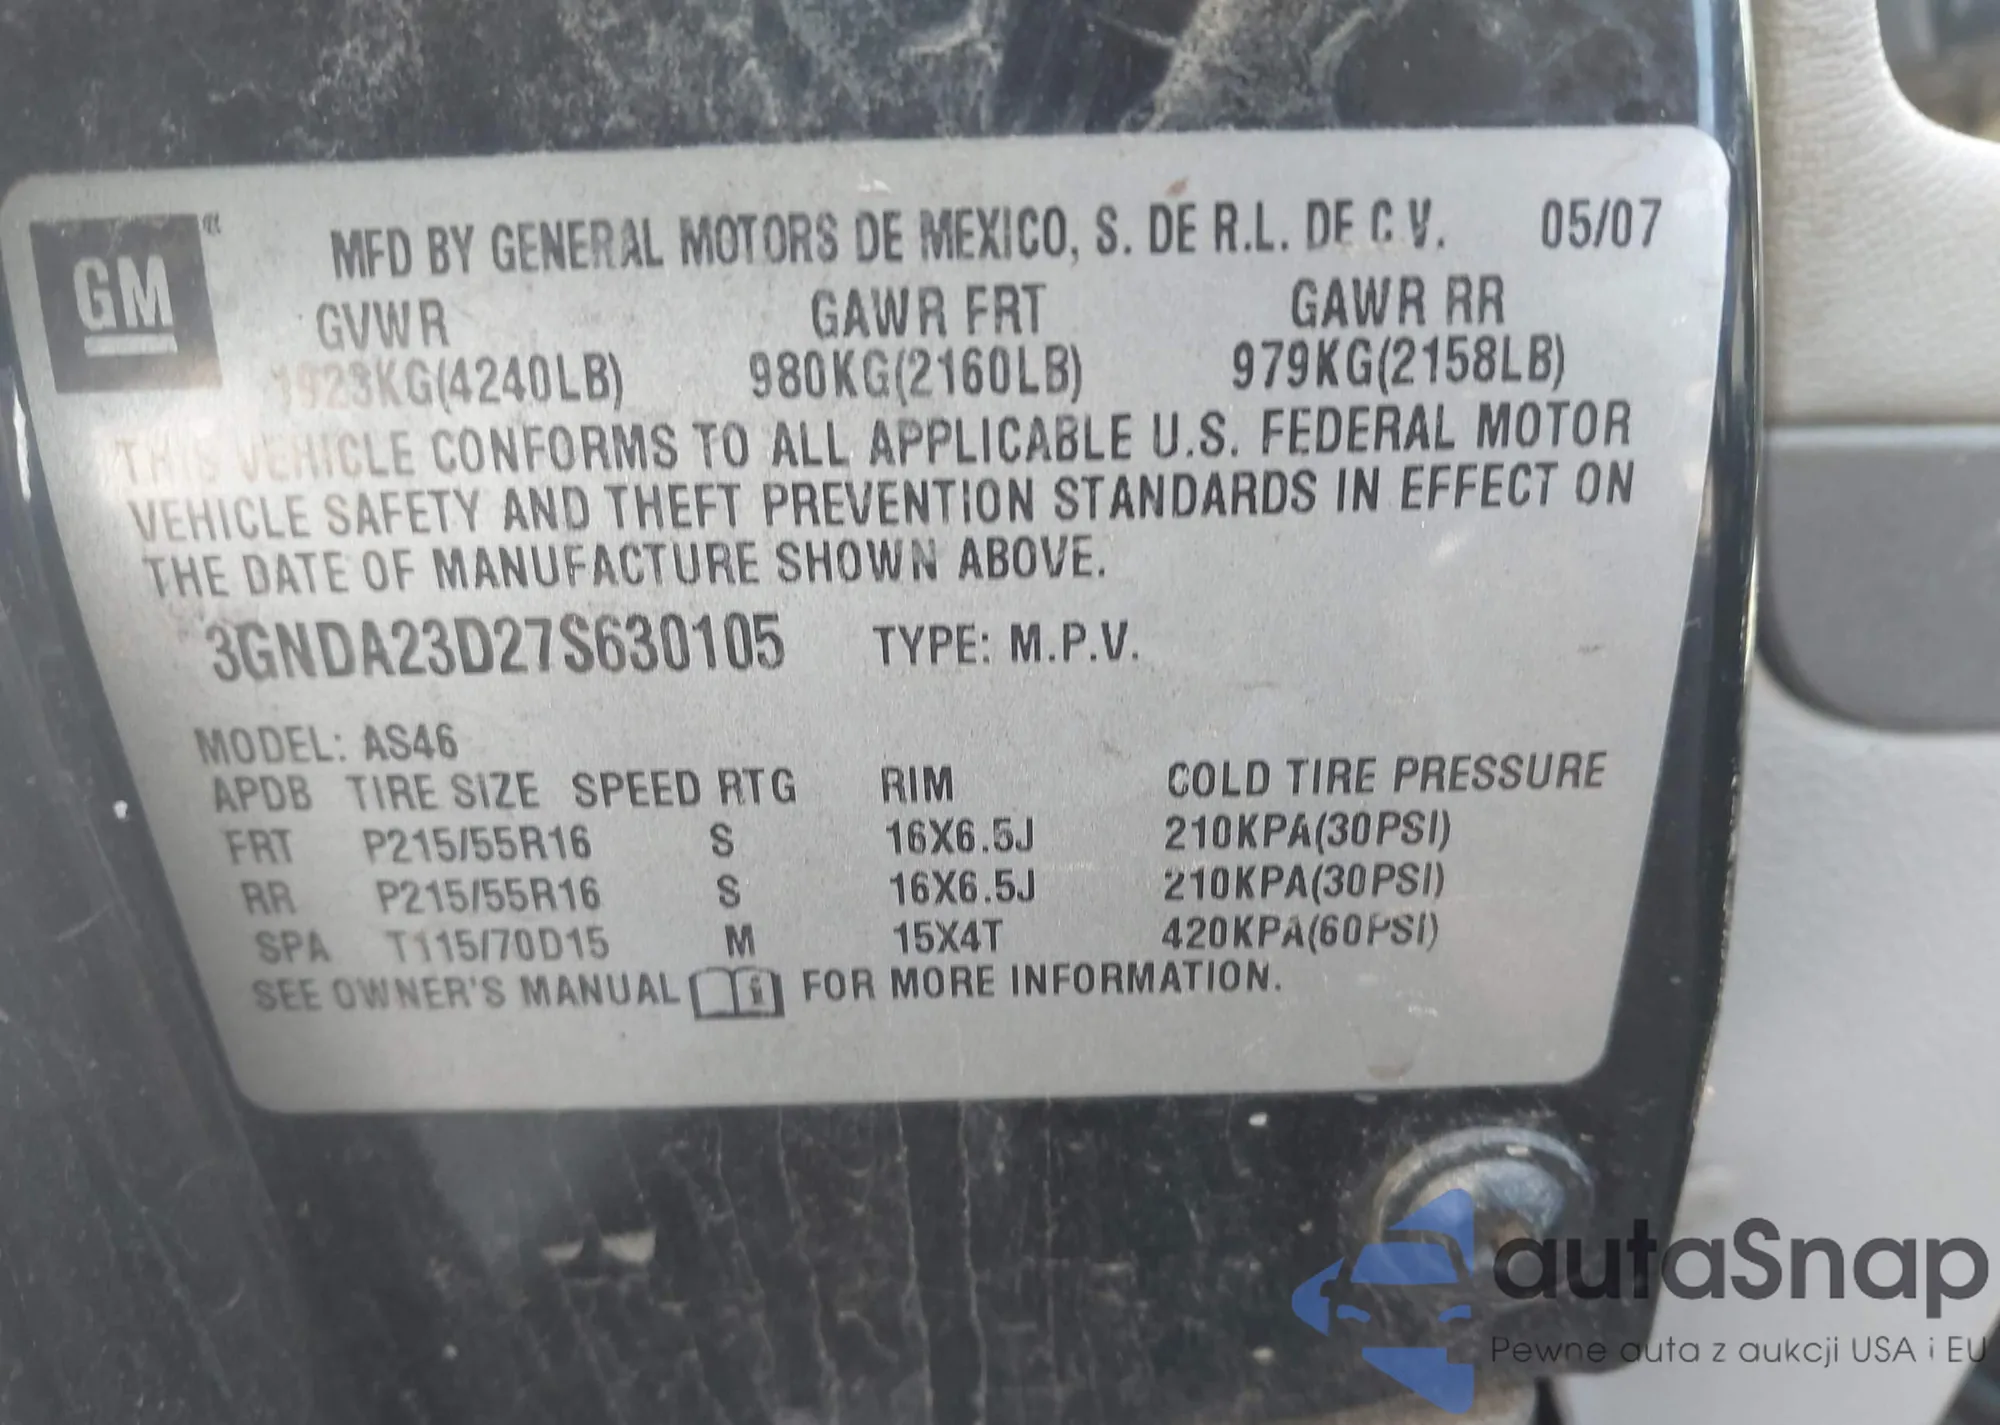 GM
MFD BY GENERAL MOTORS DE MEXICO, S. DE R.L. DE C.V. 05/07
GVWR GAWR FRT GAWR RR
1923KG(4240LB) 980KG(2160LB) 979KG(2158LB)
THIS VEHICLE CONFORMS TO ALL APPLICABLE U.S. FEDERAL MOTOR
VEHICLE SAFETY AND THEFT PREVENTION STANDARDS IN EFFECT ON
THE DATE OF MANUFACTURE SHOWN ABOVE.
3GNDA23D27S630105 TYPE: M.P.V.
MODEL: AS46
APDB TIRE SIZE SPEED RTG RIM COLD TIRE PRESSURE
FRT P215/55R16 S 16X6.5J 210KPA(30PSI)
RR P215/55R16 S 16X6.5J 210KPA(30PSI)
SPA T115/70D15 M 15X4T 420KPA(60PSI)
SEE OWNER'S MANUAL FOR MORE INFORMATION.
autaSnap
Pewne auta z aukcji USA i EU